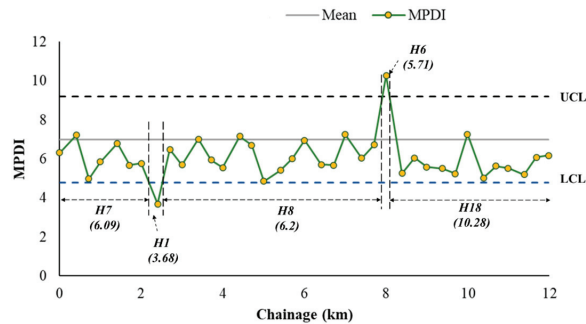 Mean MPDI
12
10
8
6
4
2
0
MPDI
H6
(5.71)
UCL
LCL
H7
(6.09)
H1
(3.68)
H8
(6.2)
H18
(10.28)
0 2 4 6 8 10 12
Chainage (km)